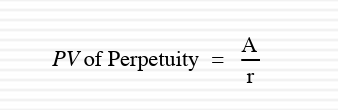 PV of Perpetuity = A
r